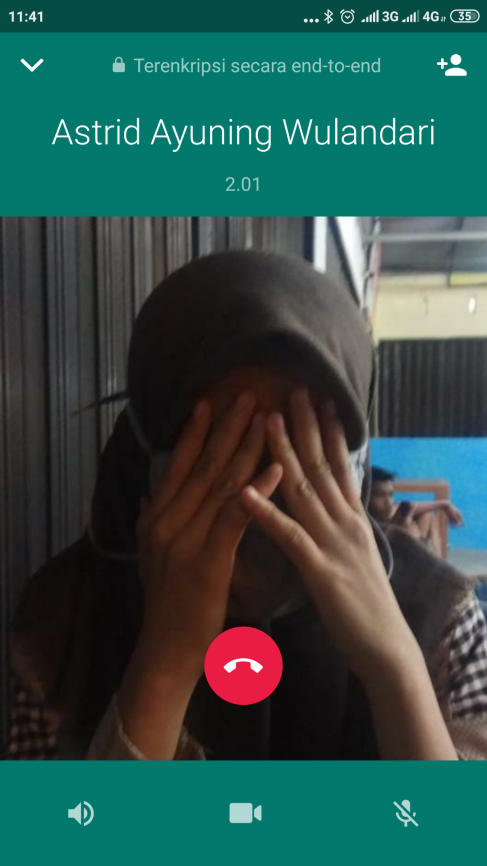 11:41 ... 3G 4G 35
Terenkripsi secara end-to-end
Astrid Ayuning Wulandari
2.01